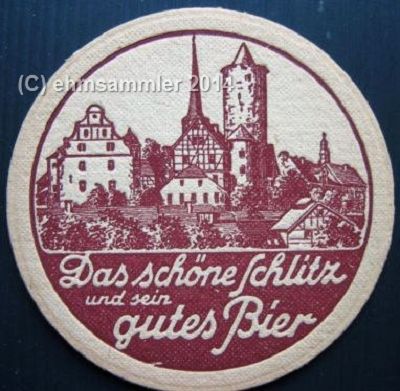 (C) ehmsammler 2014
Das schöne Schlitz
und sein
gutes Bier